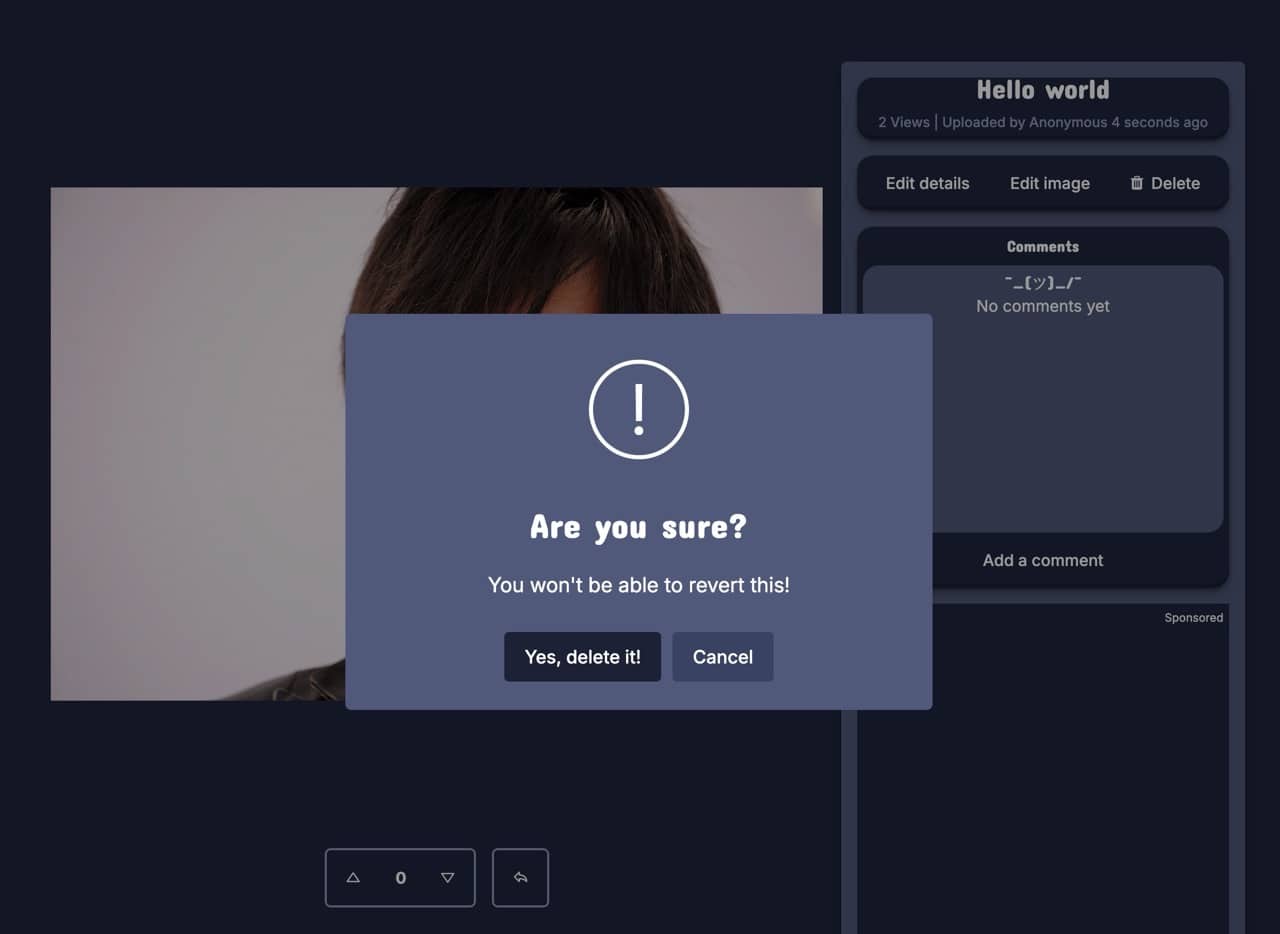 Hello world
2 Views | Uploaded by Anonymous 4 seconds ago
Edit details
Edit image
Delete
Comments
¯_(ツ)_/¯
No comments yet
Add a comment
Sponsored
!
Are you sure?
You won't be able to revert this!
Yes, delete it!
Cancel
0